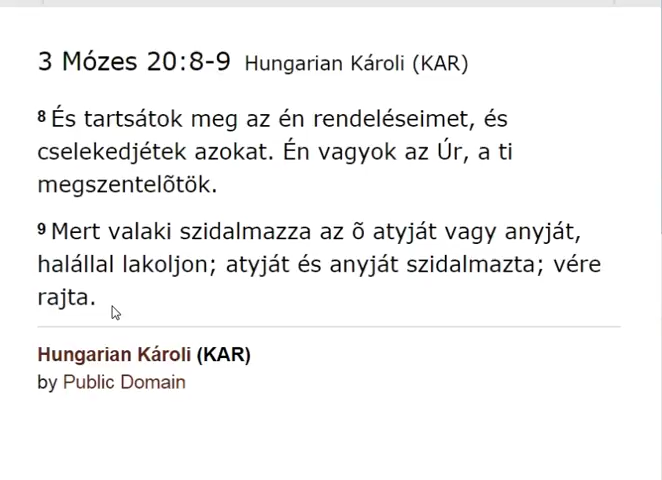 3 Mózes 20:8-9 Hungarian Károli (KAR)
8 És tartsátok meg az én rendeléseimet, és
cselekedjétek azokat. Én vagyok az Úr, a ti
megszentelõtök.
9 Mert valaki szidalmazza az õ atyját vagy anyját,
halállal lakoljon; atyját és anyját szidalmazta; vére
rajta.
Hungarian Károli (KAR)
by Public Domain